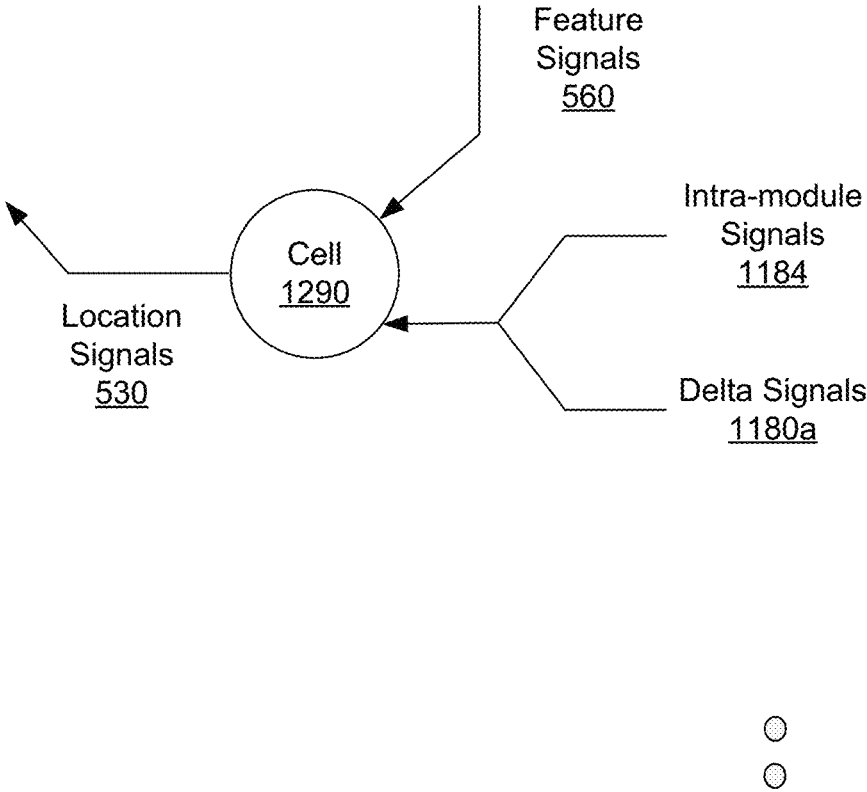 Feature
Signals
560
Intra-module
Signals
1184
Cell
1290
Location
Signals
530
Delta Signals
1180a